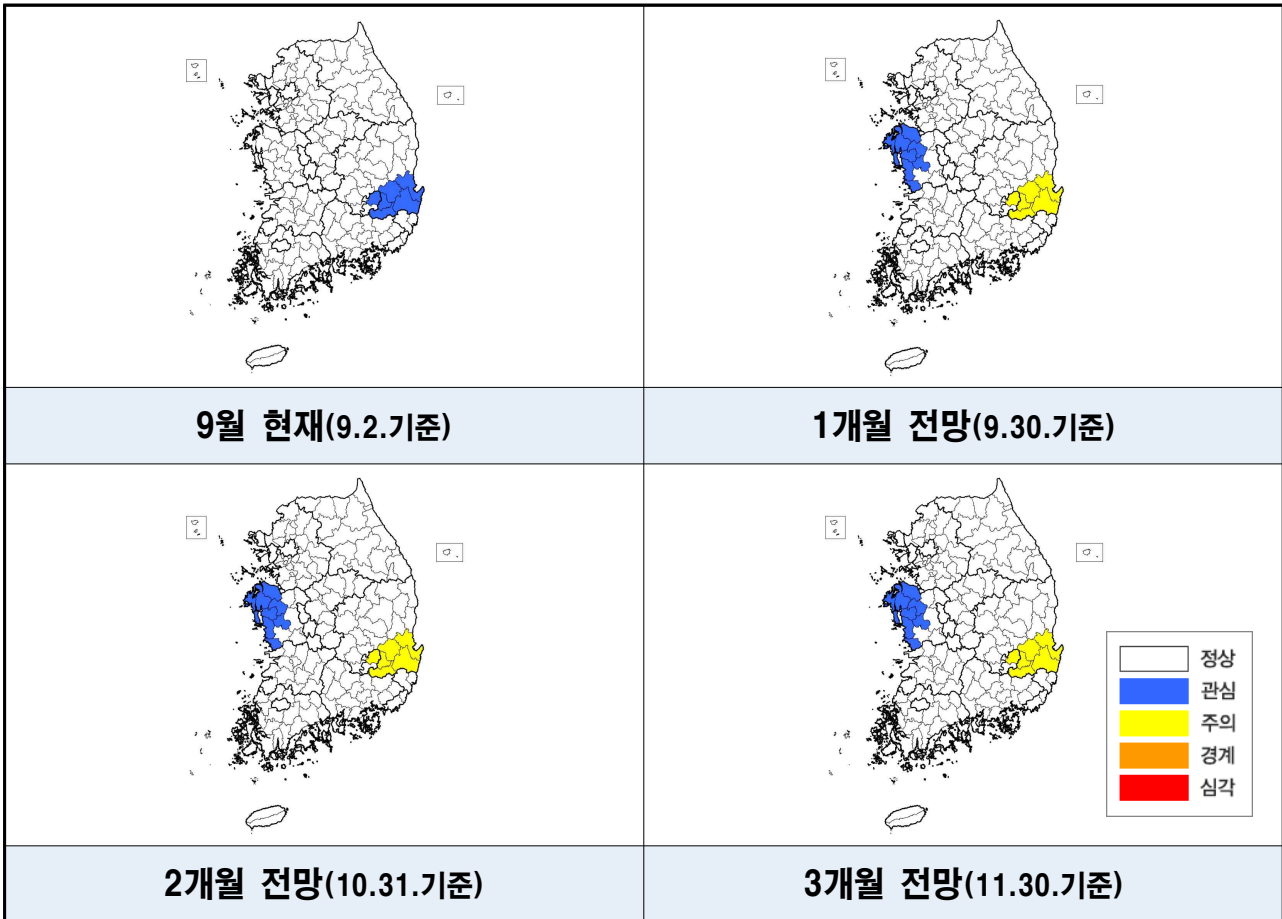 9월 현재(9.2.기준)
1개월 전망(9.30.기준)
정상
관심
주의
경계
심각
2개월 전망(10.31.기준)
3개월 전망(11.30.기준)